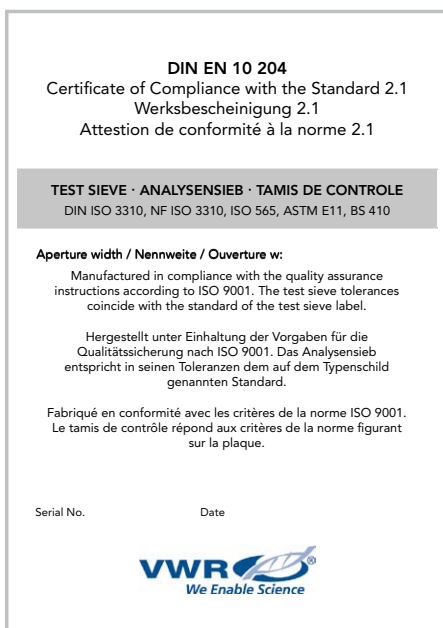 DIN EN 10 204
Certificate of Compliance with the Standard 2.1
Werksbescheinigung 2.1
Attestion de conformité à la norme 2.1
TEST SIEVE · ANALYSENSIEB · TAMIS DE CONTROLE
DIN ISO 3310, NF ISO 3310, ISO 565, ASTM E11, BS 410
Aperture width / Nennweite / Ouverture w:
Manufactured in compliance with the quality assurance
instructions according to ISO 9001. The test sieve tolerances
coincide with the standard of the test sieve label.
Hergestellt unter Einhaltung der Vorgaben für die
Qualitätssicherung nach ISO 9001. Das Analysensieb
entspricht in seinen Toleranzen dem auf dem Typenschild
genannten Standard.
Fabriqué en conformité avec les critères de la norme ISO 9001.
Le tamis de contrôle répond aux critères de la norme figurant
sur la plaque.
Serial No. Date
VWR®
We Enable Science